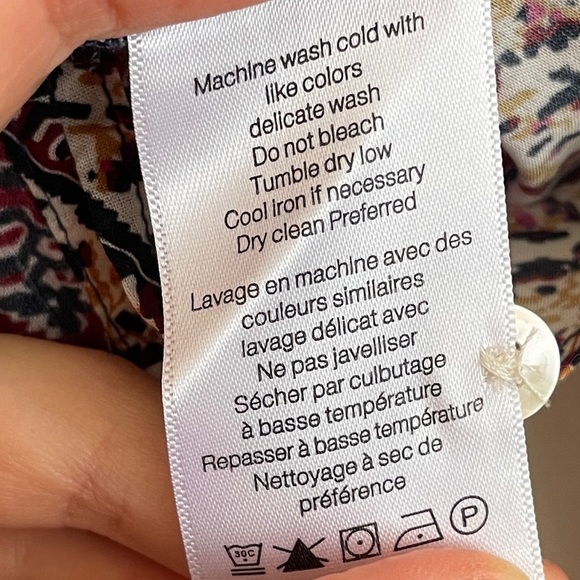 Machine wash cold with
like colors
delicate wash
Do not bleach
Tumble dry low
Cool iron if necessary
Dry clean Preferred
Lavage en machine avec des
couleurs similaires
lavage délicat avec
Ne pas javelliser
Sécher par culbutage
à basse température
Repasser à basse température
Nettoyage à sec de
préférence
30C P